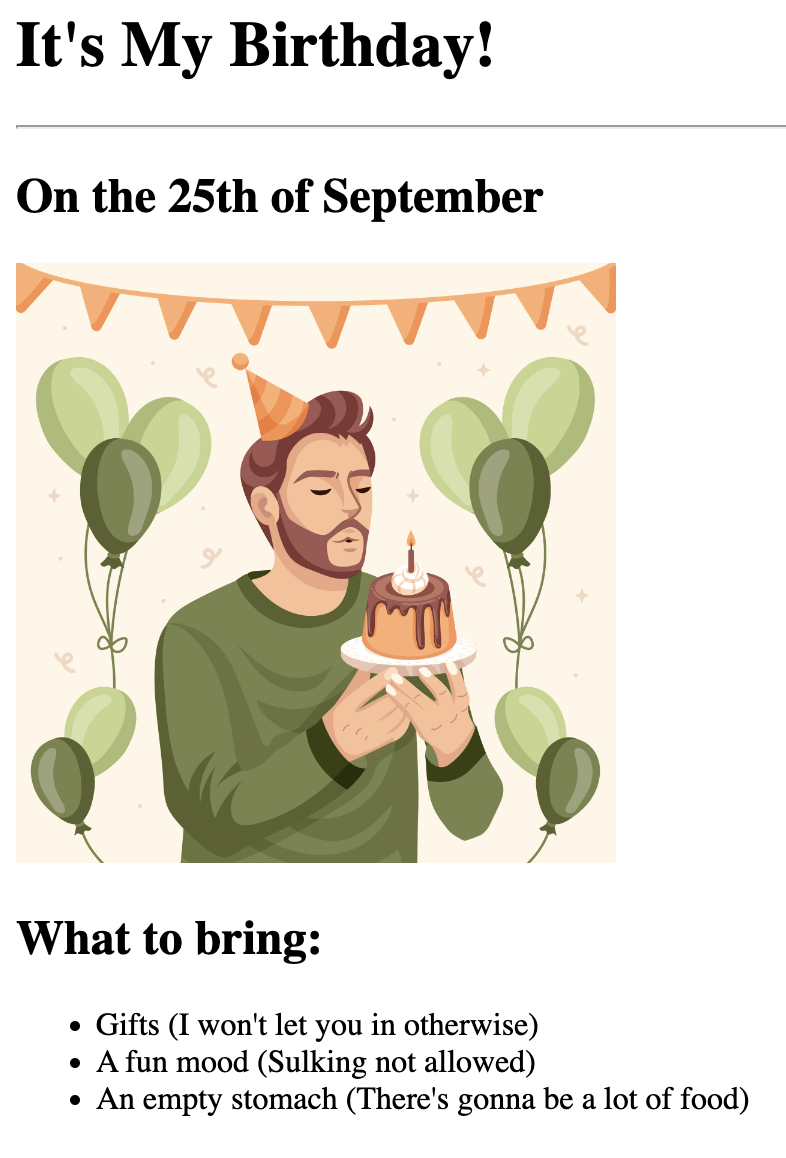 It's My Birthday!
On the 25th of September
What to bring:
Gifts (I won't let you in otherwise)
A fun mood (Sulking not allowed)
An empty stomach (There's gonna be a lot of food)